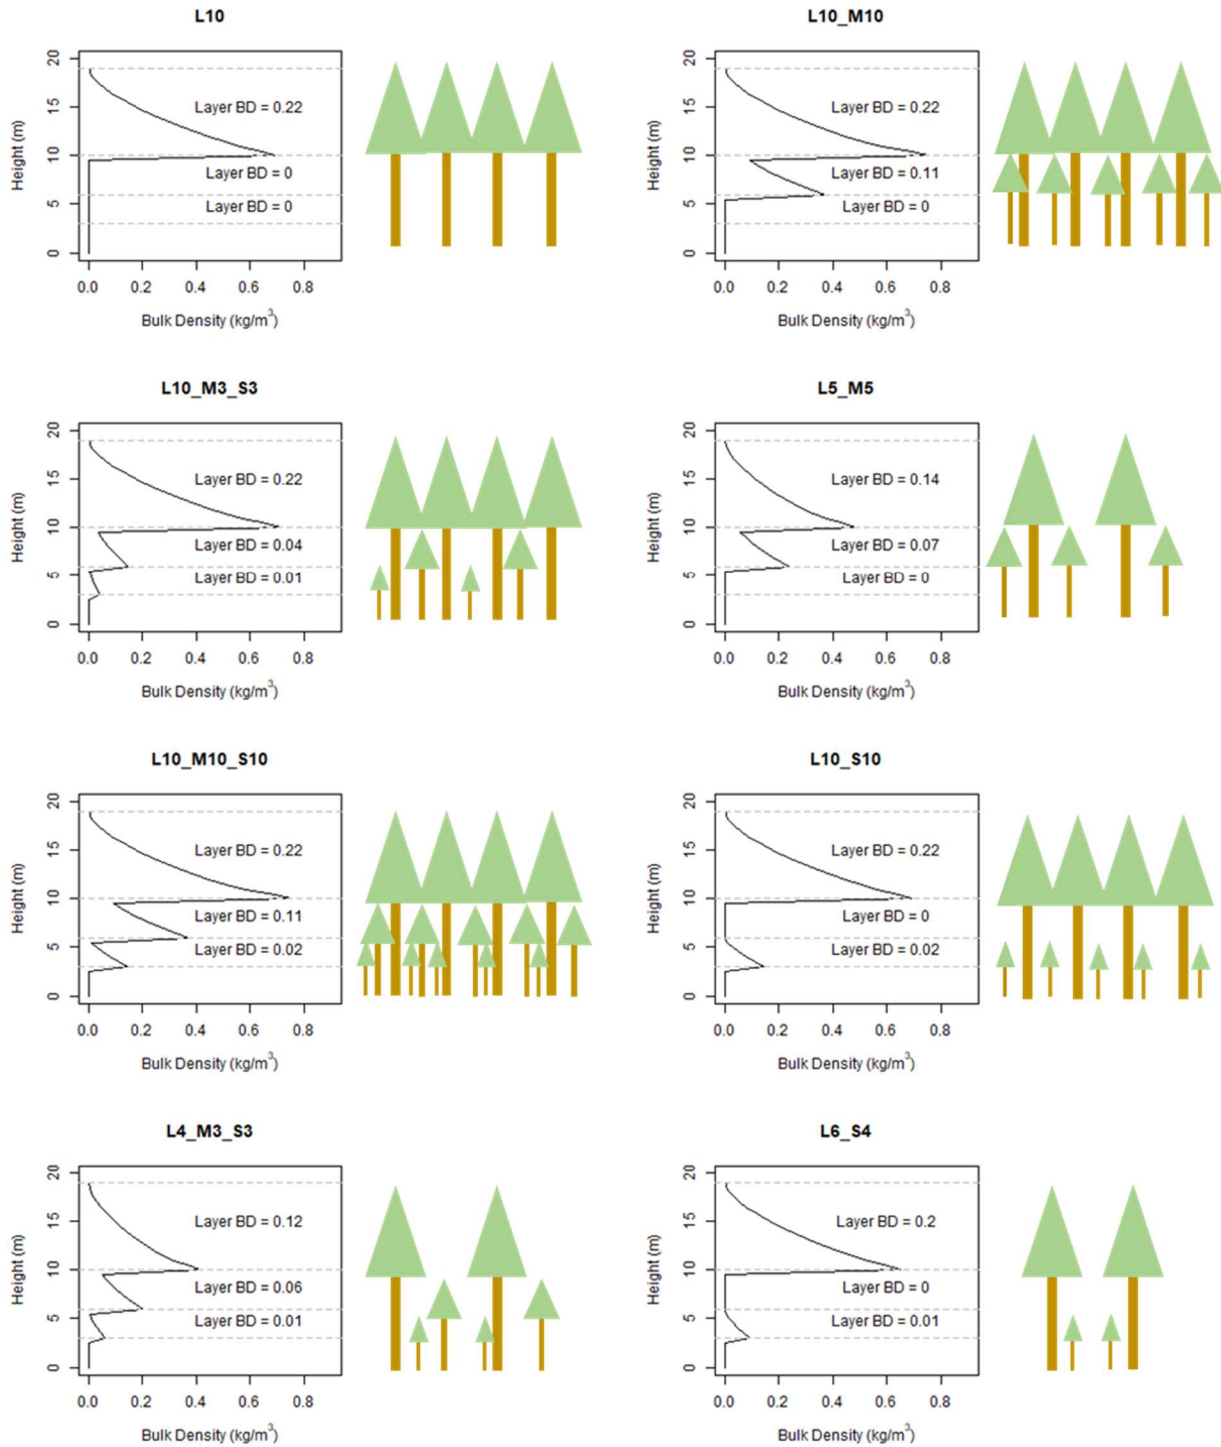 L10
20
15
10
5
0
Height (m)
Layer BD = 0.22
Layer BD = 0
Layer BD = 0
0.0 0.2 0.4 0.6 0.8
Bulk Density (kg/m³)
L10_M10
20
15
10
5
0
Height (m)
Layer BD = 0.22
Layer BD = 0.11
Layer BD = 0
0.0 0.2 0.4 0.6 0.8
Bulk Density (kg/m³)
L10_M3_S3
20
15
10
5
0
Height (m)
Layer BD = 0.22
Layer BD = 0.04
Layer BD = 0.01
0.0 0.2 0.4 0.6 0.8
Bulk Density (kg/m³)
L5_M5
20
15
10
5
0
Height (m)
Layer BD = 0.14
Layer BD = 0.07
Layer BD = 0
0.0 0.2 0.4 0.6 0.8
Bulk Density (kg/m³)
L10_M10_S10
20
15
10
5
0
Height (m)
Layer BD = 0.22
Layer BD = 0.11
Layer BD = 0.02
0.0 0.2 0.4 0.6 0.8
Bulk Density (kg/m³)
L10_S10
20
15
10
5
0
Height (m)
Layer BD = 0.22
Layer BD = 0
Layer BD = 0.02
0.0 0.2 0.4 0.6 0.8
Bulk Density (kg/m³)
L4_M3_S3
20
15
10
5
0
Height (m)
Layer BD = 0.12
Layer BD = 0.06
Layer BD = 0.01
0.0 0.2 0.4 0.6 0.8
Bulk Density (kg/m³)
L6_S4
20
15
10
5
0
Height (m)
Layer BD = 0.2
Layer BD = 0
Layer BD = 0.01
0.0 0.2 0.4 0.6 0.8
Bulk Density (kg/m³)